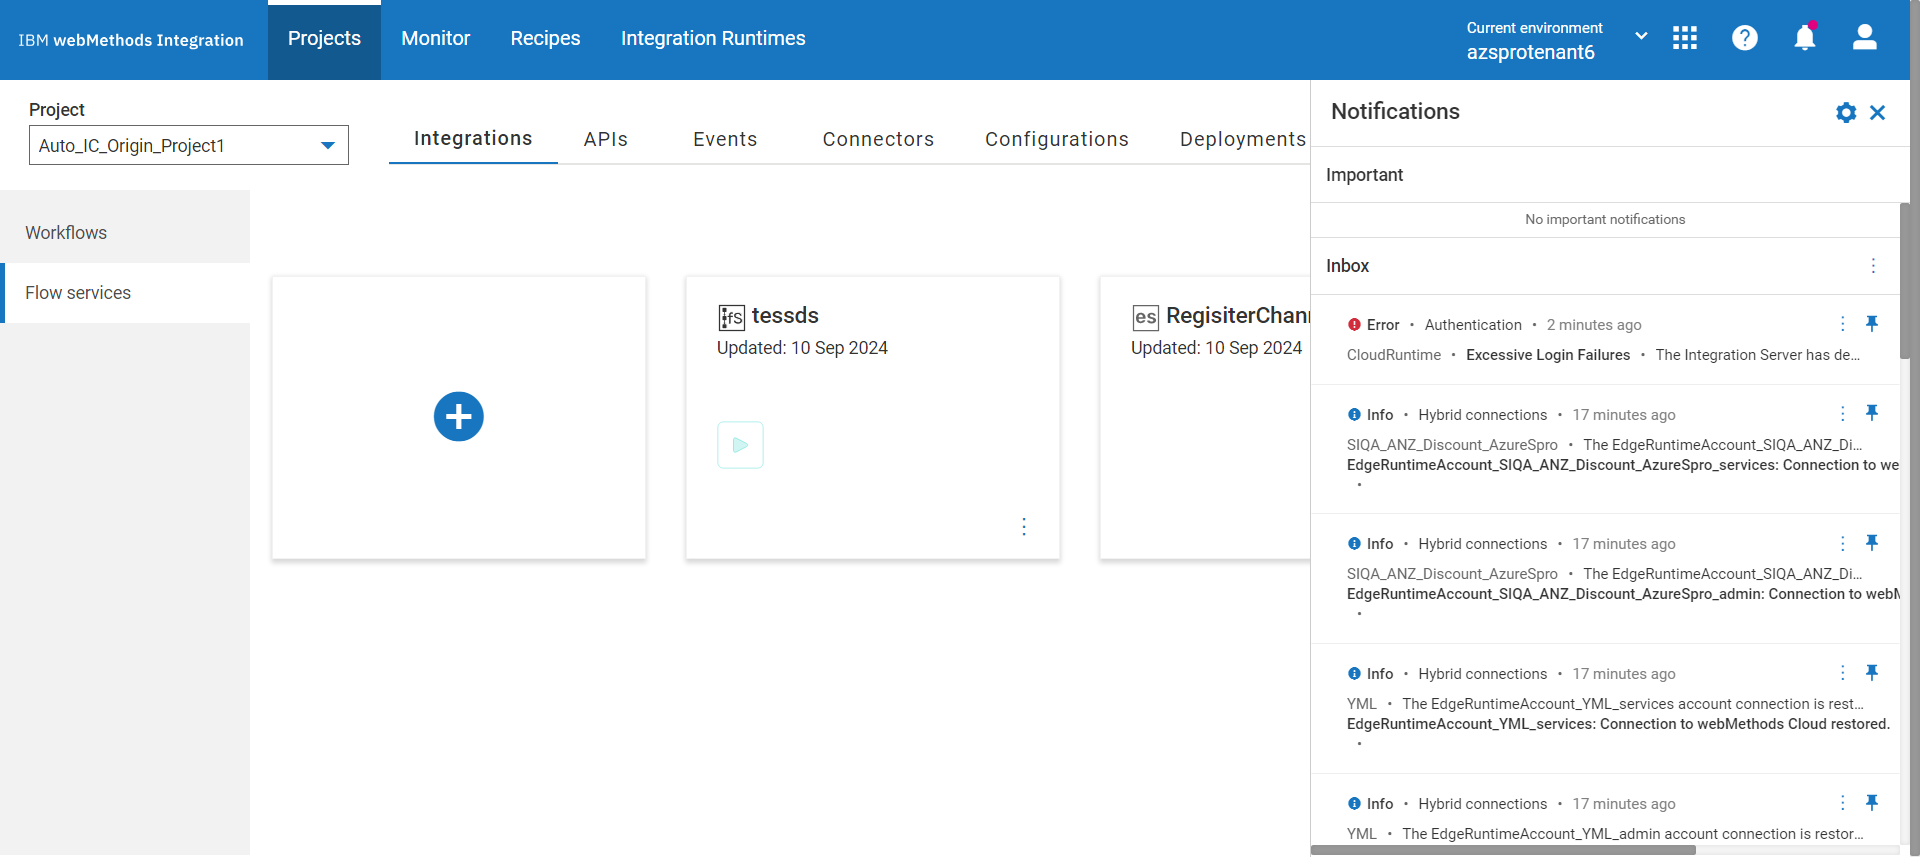 IBM webMethods Integration
Projects
Monitor
Recipes
Integration Runtimes
Current environment
azsprotenant6
Project
Auto_IC_Origin_Project1
Integrations
APIs
Events
Connectors
Configurations
Deployments
Workflows
Flow services
fS tessds
Updated: 10 Sep 2024
es RegisiterChann
Updated: 10 Sep 2024
Notifications
Important
No important notifications
Inbox
Error • Authentication • 2 minutes ago
CloudRuntime • Excessive Login Failures • The Integration Server has de...
Info • Hybrid connections • 17 minutes ago
SIQA_ANZ_Discount_AzureSpro • The EdgeRuntimeAccount_SIQA_ANZ_Di...
EdgeRuntimeAccount_SIQA_ANZ_Discount_AzureSpro_services: Connection to we
•
Info • Hybrid connections • 17 minutes ago
SIQA_ANZ_Discount_AzureSpro • The EdgeRuntimeAccount_SIQA_ANZ_Di...
EdgeRuntimeAccount_SIQA_ANZ_Discount_AzureSpro_admin: Connection to webM
•
Info • Hybrid connections • 17 minutes ago
YML • The EdgeRuntimeAccount_YML_services account connection is rest...
EdgeRuntimeAccount_YML_services: Connection to webMethods Cloud restored.
•
Info • Hybrid connections • 17 minutes ago
YML • The EdgeRuntimeAccount_YML_admin account connection is restor...